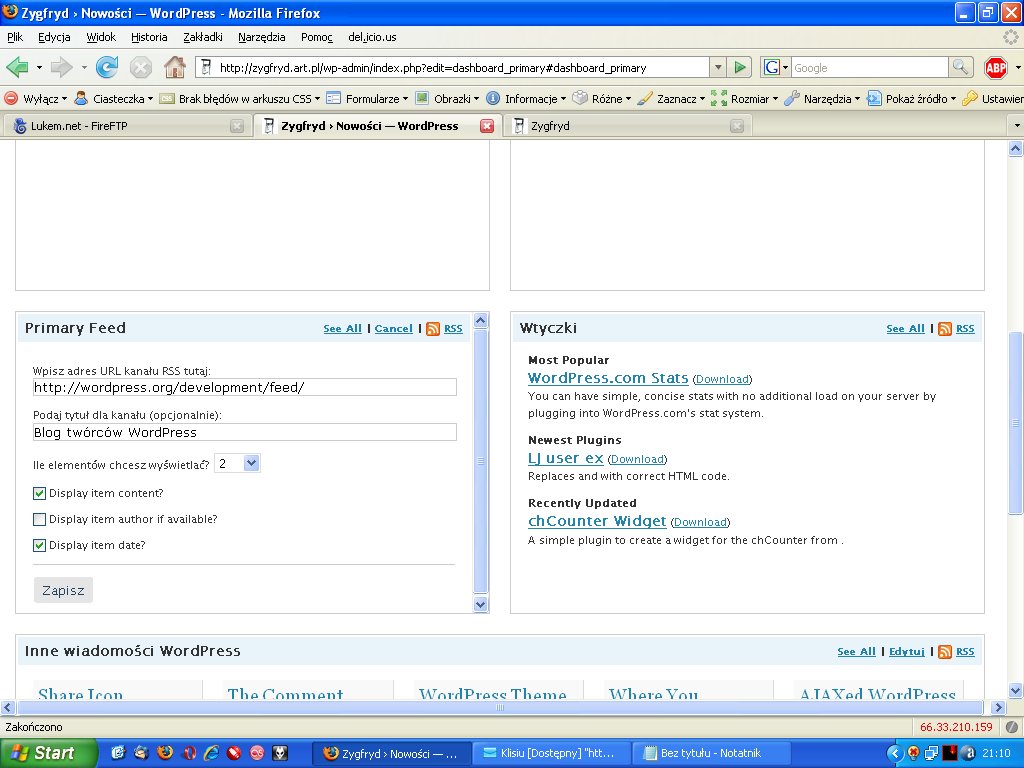 Zygfryd › Nowości — WordPress - Mozilla Firefox
Plik Edycja Widok Historia Zakładki Narzędzia Pomoc del.icio.us
http://zygfryd.art.pl/wp-admin/index.php?edit=dashboard_primary#dashboard_primary G Google ABP
Wyłącz Ciasteczka Brak błędów w arkuszu CSS Formularze Obrazki Informacje Różne Zaznacz Rozmiar Narzędzia Pokaż źródło Ustawier
Lukem.net - FireFTP Zygfryd › Nowości — WordPress Zygfryd
Primary Feed See All | Cancel | RSS
Wpisz adres URL kanału RSS tutaj:
http://wordpress.org/development/feed/
Podaj tytuł dla kanału (opcjonalnie):
Blog twórców WordPress
Ile elementów chcesz wyświetlać? 2
Display item content?
Display item author if available?
Display item date?
Zapisz
Wtyczki See All | RSS
Most Popular
WordPress.com Stats (Download)
You can have simple, concise stats with no additional load on your server by
plugging into WordPress.com's stat system.
Newest Plugins
LJ user ex (Download)
Replaces and with correct HTML code.
Recently Updated
chCounter Widget (Download)
A simple plugin to create a widget for the chCounter from .
Inne wiadomości WordPress See All | Edytuj | RSS
Share Icon The Comment WordPress Theme Where You AJAXed WordPress
Zakończono 66.33.210.159
Start Zygfryd › Nowości — ... Klisiu [Dostępny] "htt... Bez tytułu - Notatnik 21:10